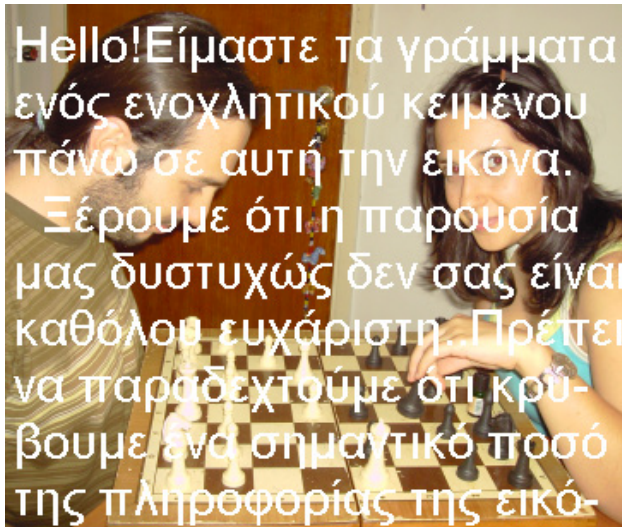 Hello!Είμαστε τα γράμματα
ενός ενοχλητικού κειμένου
πάνω σε αυτή την εικόνα.
Ξέρουμε ότι η παρουσία
μας δυστυχώς δεν σας είναι
καθόλου ευχάριστη..Πρέπει
να παραδεχτούμε ότι κρυ-
βουμε ένα σημαντικό ποσό
της πληροφορίας της εικό-